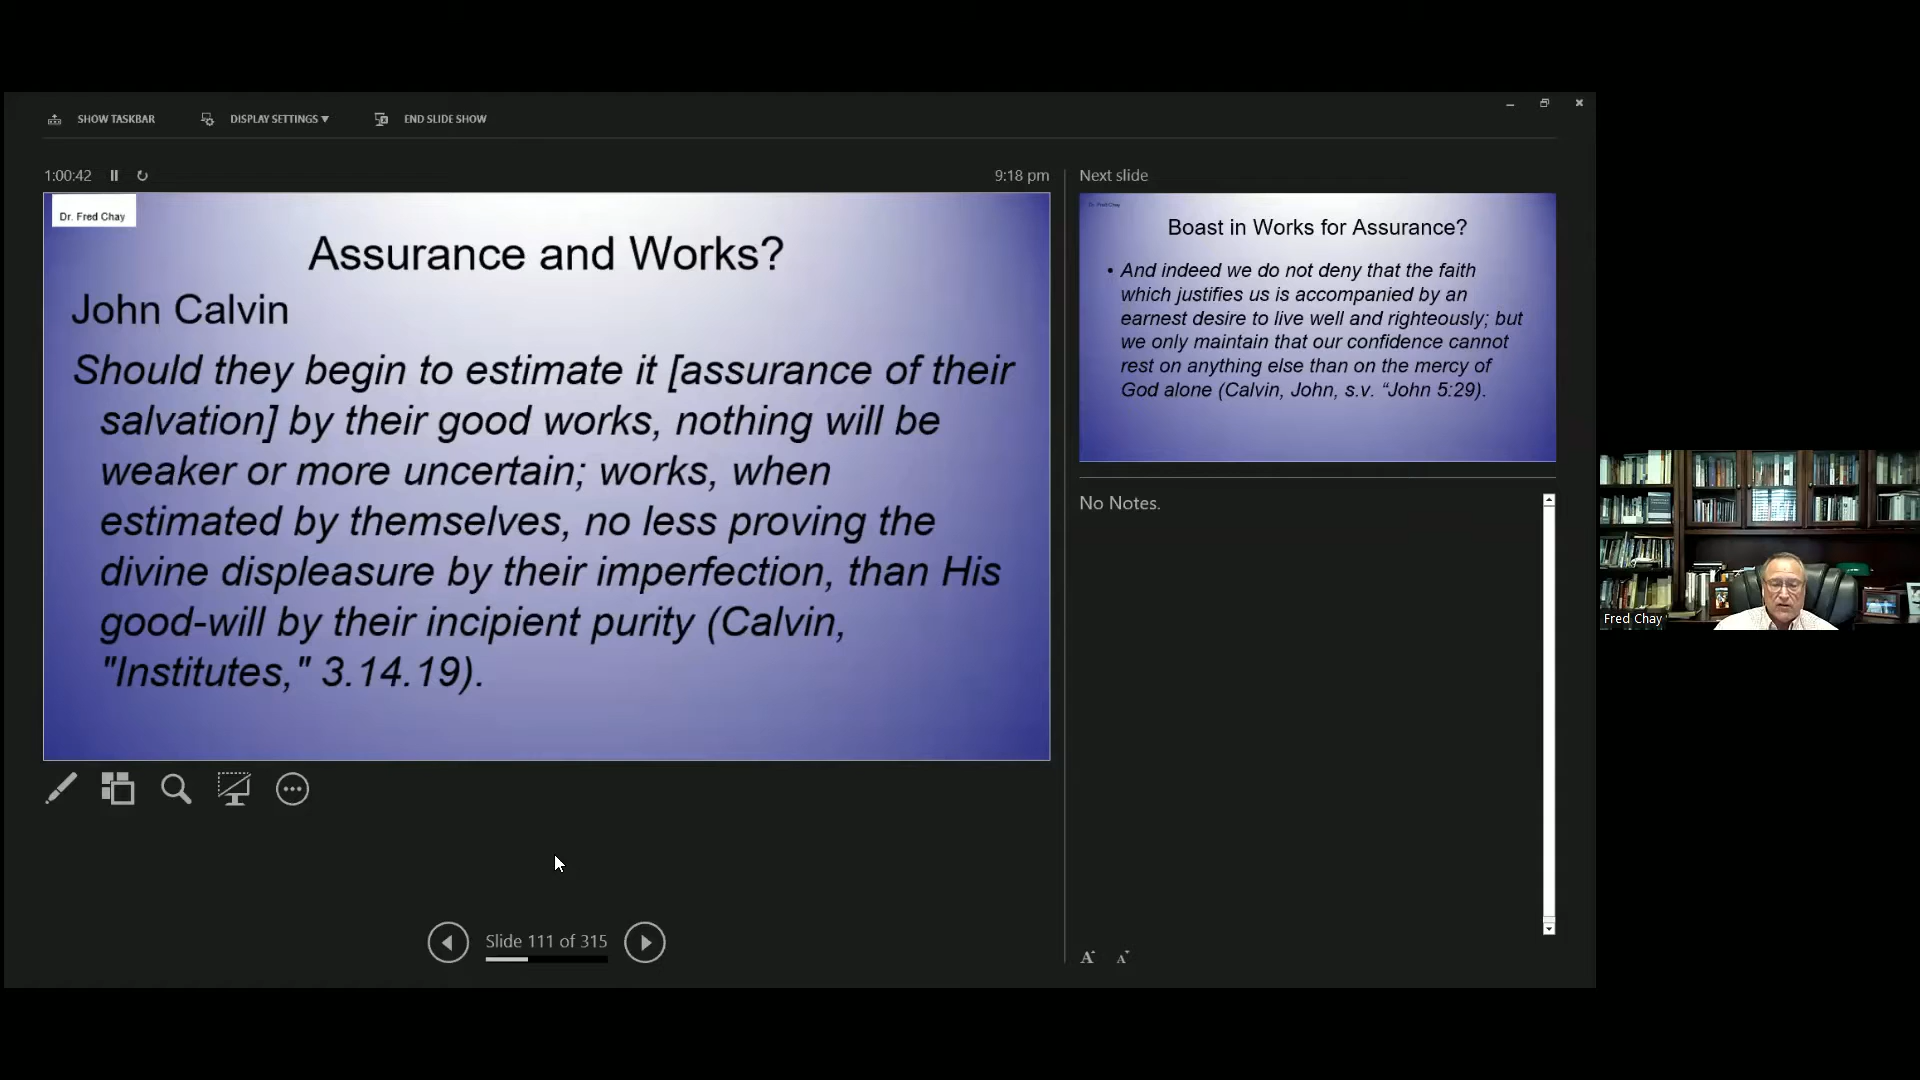 SHOW TASKBAR
DISPLAY SETTINGS ▼
END SLIDE SHOW
1:00:42
9:18 pm
Dr. Fred Chay
Assurance and Works?
John Calvin
Should they begin to estimate it [assurance of their
salvation] by their good works, nothing will be
weaker or more uncertain; works, when
estimated by themselves, no less proving the
divine displeasure by their imperfection, than His
good-will by their incipient purity (Calvin,
"Institutes," 3.14.19).
Slide 111 of 315
Next slide
Dr. Fred Chay
Boast in Works for Assurance?
• And indeed we do not deny that the faith
which justifies us is accompanied by an
earnest desire to live well and righteously; but
we only maintain that our confidence cannot
rest on anything else than on the mercy of
God alone (Calvin, John, s.v. “John 5:29).
No Notes.
A A
Fred Chay